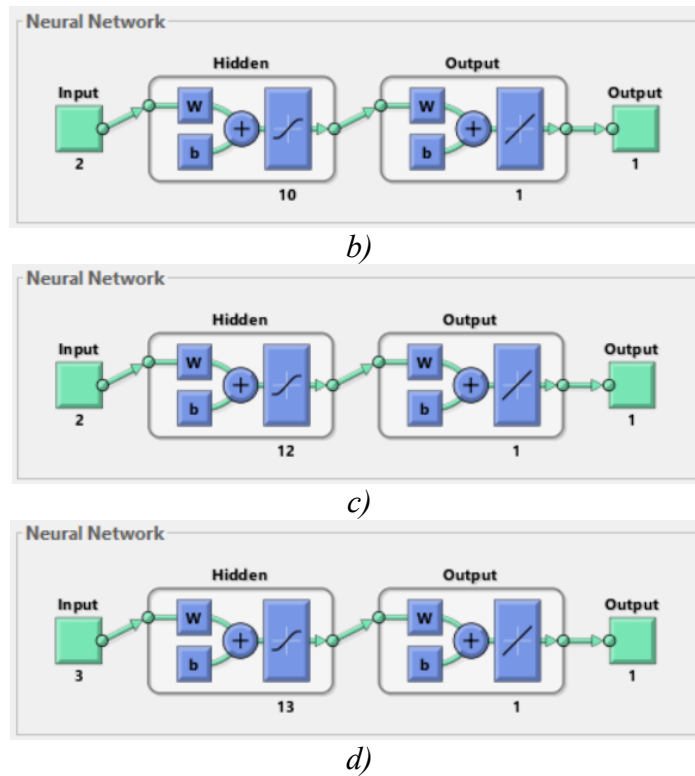 Neural Network
Hidden Output
Input Output
W W
b b
2 10 1 1
b)
Neural Network
Hidden Output
Input Output
W W
b b
2 12 1 1
c)
Neural Network
Hidden Output
Input Output
W W
b b
3 13 1 1
d)